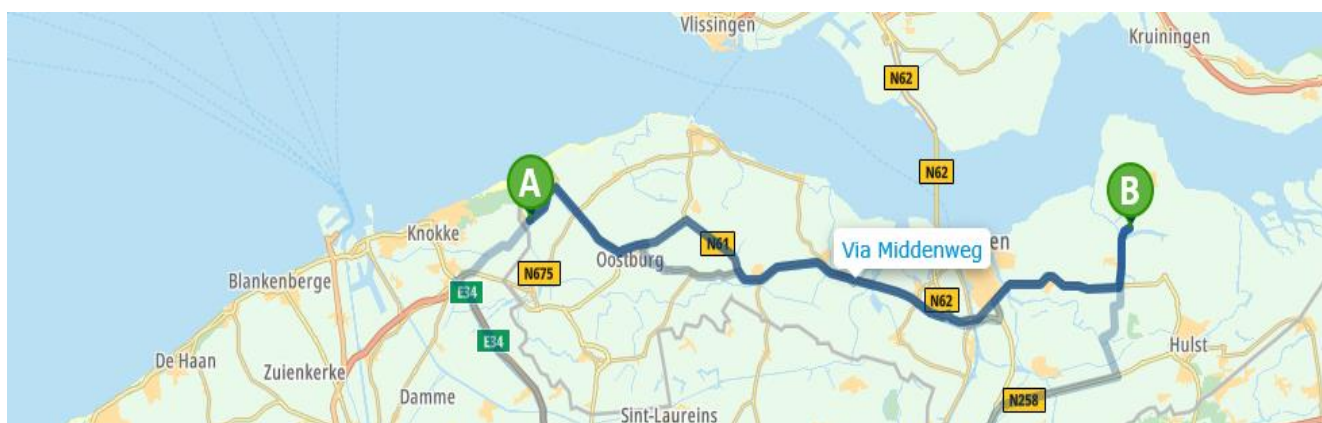 Vlissingen
Kruiningen
N62
N62
A
B
Knokke
Oostburg
N61
Via Middenweg
en
Blankenberge
N675
E34
N62
E34
De Haan
Zuienkerke
Hulst
Damme
N258
Sint-Laureins